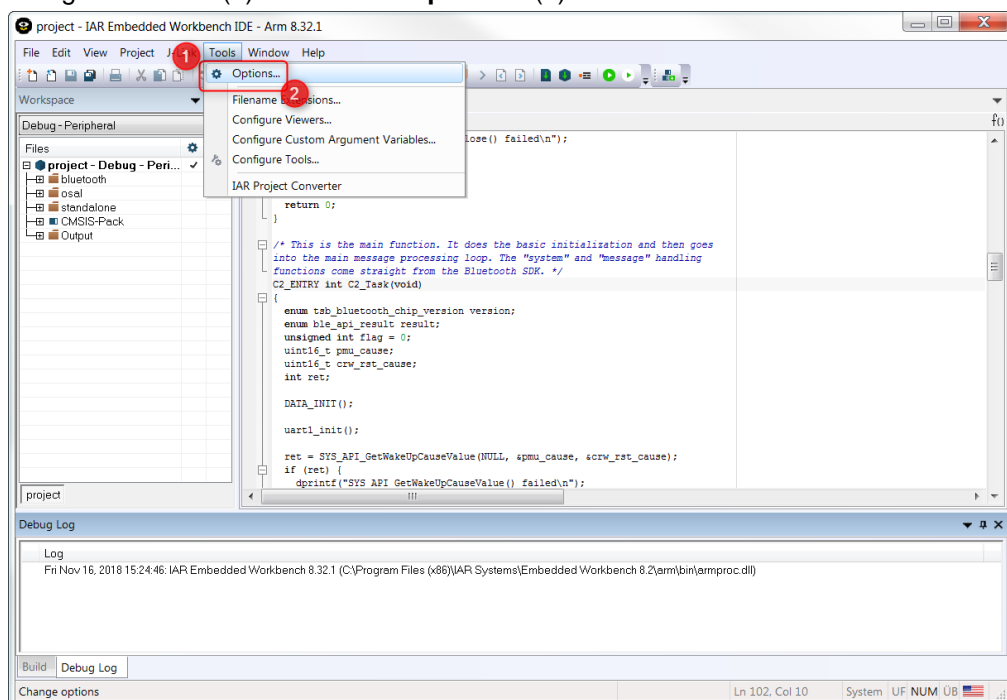 project - IAR Embedded Workbench IDE - Arm 8.32.1
File Edit View Project Tools Window Help
1
Options...
2
Workspace
Filename
Configure Viewers...
Configure Custom Argument Variables...
Configure Tools...
IAR Project Converter
Debug - Peripheral
f()
Files
project - Debug - Peri...
bluetooth
osal
standalone
CMSIS-Pack
Output
lose() failed\n");
return 0;
}
/* This is the main function. It does the basic initialization and then goes
into the main message processing loop. The "system" and "message" handling
functions come straight from the Bluetooth SDK. */
C2_ENTRY int C2_Task(void)
{
enum tsb_bluetooth_chip_version version;
enum ble_api_result result;
unsigned int flag = 0;
uint16_t pmu_cause;
uint16_t crw_rst_cause;
int ret;
DATA_INIT();
uart1_init();
ret = SYS_API_GetWakeUpCauseValue(NULL, &pmu_cause, &crw_rst_cause);
if (ret) {
dprintf("SYS API GetWakeUpCauseValue() failed\n");
project
Debug Log
Log
Fri Nov 16, 2018 15:24:46: IAR Embedded Workbench 8.32.1 (C:\Program Files (x86)\IAR Systems\Embedded Workbench 8.2\arm\bin\armproc.dll)
Build Debug Log
Change options Ln 102, Col 10 System UF NUM ÜB